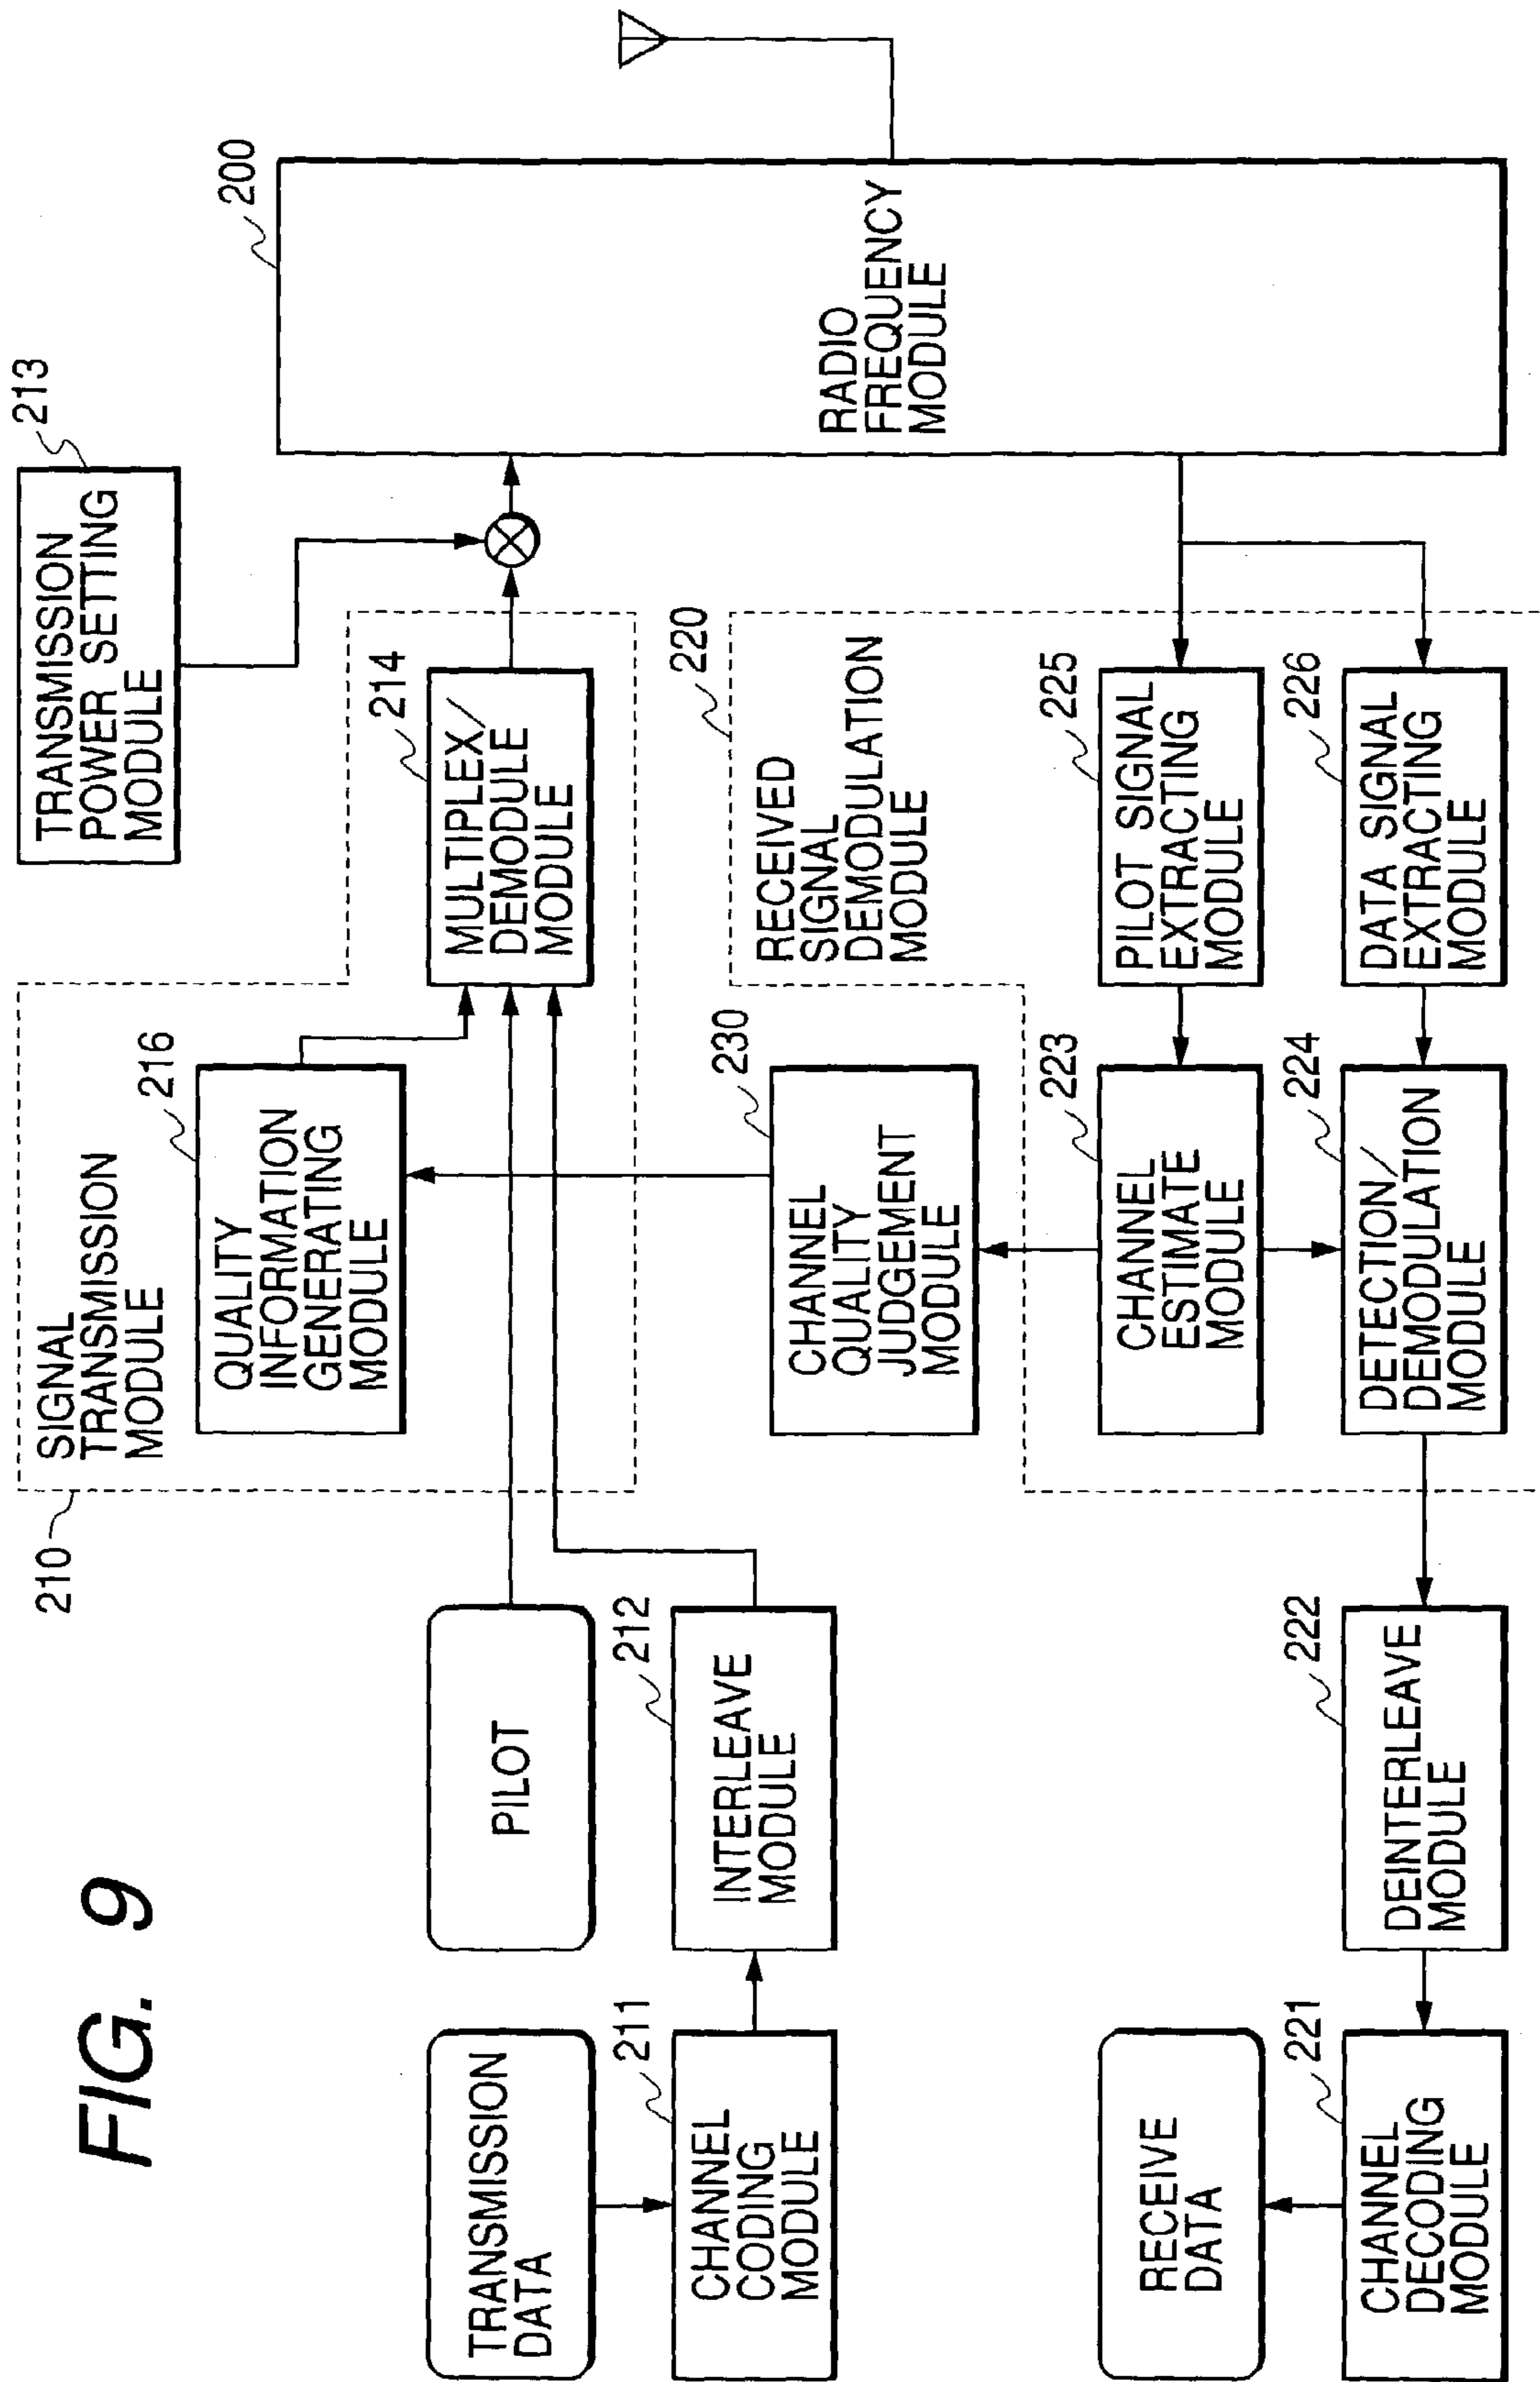 FIG. 9
TRANSMISSION
POWER SETTING
MODULE
213
200
RADIO
FREQUENCY
MODULE
210
SIGNAL
TRANSMISSION
MODULE
216
QUALITY
INFORMATION
GENERATING
MODULE
214
MULTIPLEX/
DEMODULE
MODULE
TRANSMISSION
DATA
PILOT
211
CHANNEL
CODING
MODULE
212
INTERLEAVE
MODULE
230
CHANNEL
QUALITY
JUDGEMENT
MODULE
220
RECEIVED
SIGNAL
DEMODULATION
MODULE
RECEIVE
DATA
223
CHANNEL
ESTIMATE
MODULE
225
PILOT SIGNAL
EXTRACTING
MODULE
221
CHANNEL
DECODING
MODULE
222
DEINTERLEAVE
MODULE
224
DETECTION/
DEMODULATION
MODULE
226
DATA SIGNAL
EXTRACTING
MODULE